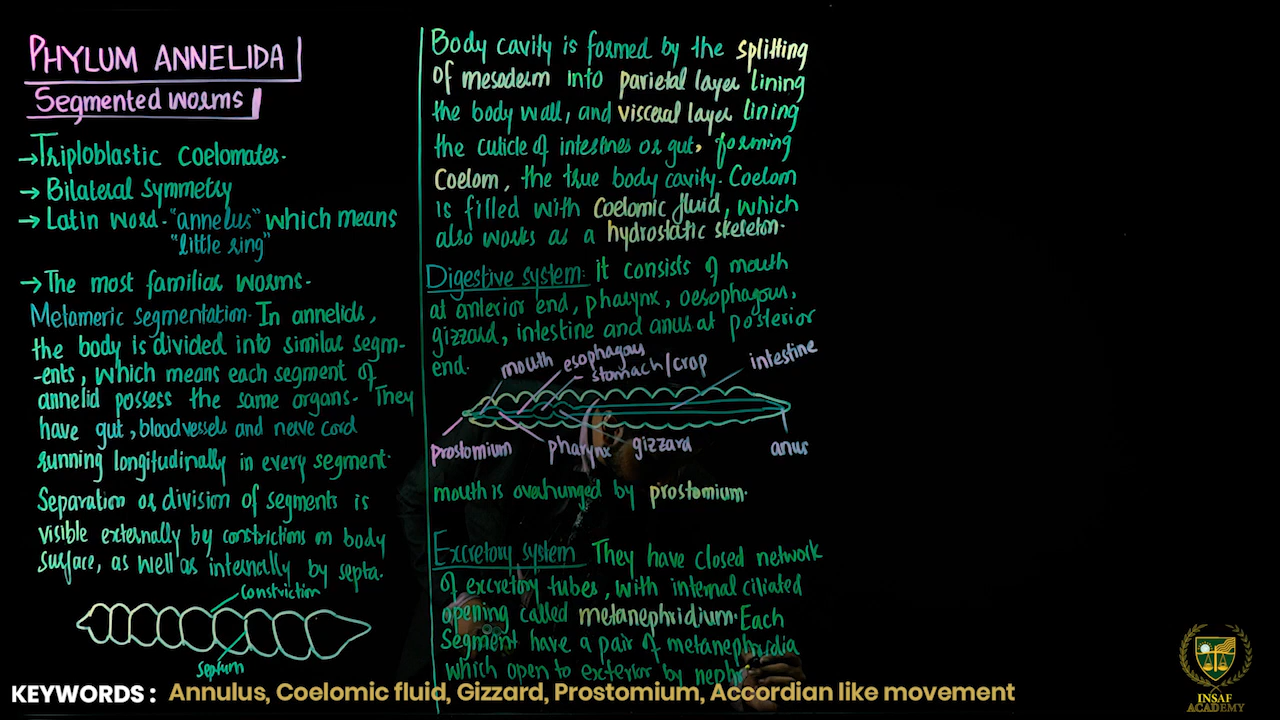 PHYLUM ANNELIDA
Segmented worms
→Triploblastic coelomates.
→ Bilateral symmetry
→ Latin word - "annelus" which means
"little ring"
→ The most familiar worms.
Metameric segmentation. In annelids,
the body is divided into similar segm-
-ents, which means each segment of
annelid possess the same organs. They
have gut, bloodvessels and nerve cord
running longitudinally in every segment.
Separation or division of segments is
visible externally by constrictions on body
surface, as well as internally by septa.
constriction
septum
Body cavity is formed by the splitting
of mesoderm into parietal layer lining
the body wall, and visceral layer lining
the cuticle of intestines or gut, forming
Coelom, the true body cavity. Coelom
is filled with Coelomic fluid, which
also works as a hydrostatic skeleton.
Digestive system: it consists of mouth
at anterior end, pharynx, oesophagous,
gizzard, intestine and anus at posterior
end.
mouth esophagous
stomach/crop
intestine
prostomium pharynx gizzard anus
mouth is overhunged by prostomium.
Excretory system They have closed network
of excretory tubes, with internal ciliated
opening called metanephridium. Each
Segment have a pair of metanephridia
which open to exterior by
KEYWORDS : Annulus, Coelomic fluid, Gizzard, Prostomium, Accordian like movement
INSAF
ACADEMY